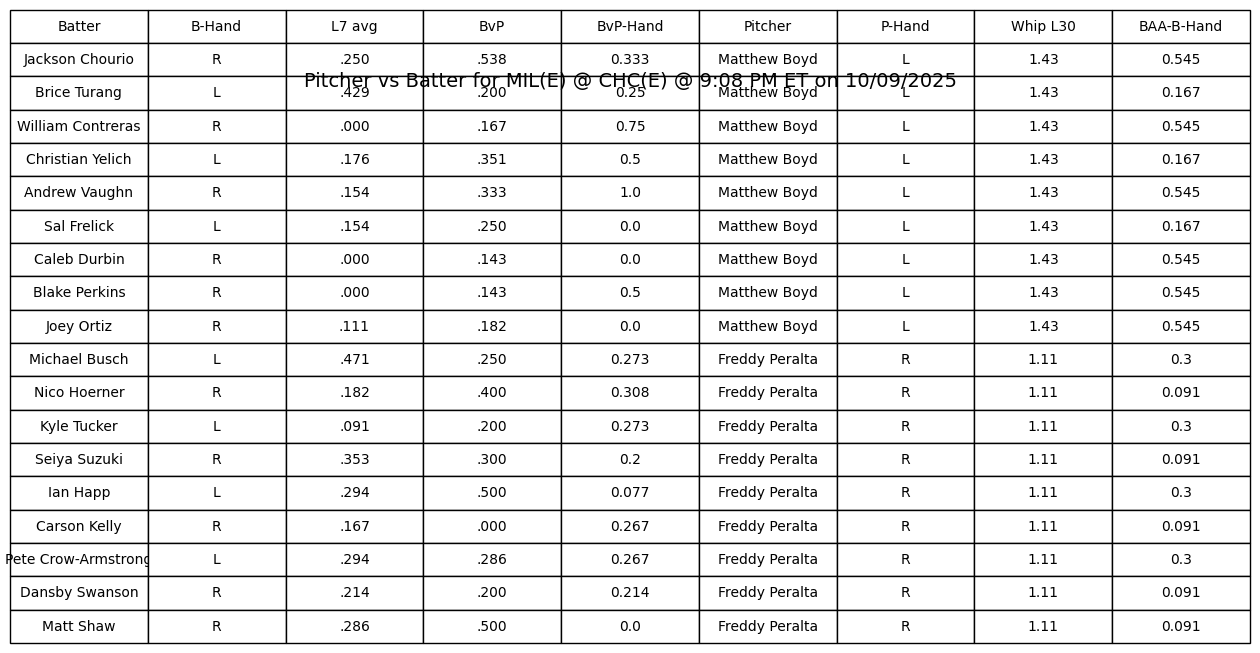 Batter B-Hand L7 avg BvP BvP-Hand Pitcher P-Hand Whip L30 BAA-B-Hand
Jackson Chourio R .250 .538 0.333 Matthew Boyd L 1.43 0.545
Pitcher vs Batter for MIL(E) @ CHC(E) @ 9:08 PM ET on 10/09/2025
Brice Turang L .429 .200 0.25 Matthew Boyd L 1.43 0.167
William Contreras R .000 .167 0.75 Matthew Boyd L 1.43 0.545
Christian Yelich L .176 .351 0.5 Matthew Boyd L 1.43 0.167
Andrew Vaughn R .154 .333 1.0 Matthew Boyd L 1.43 0.545
Sal Frelick L .154 .250 0.0 Matthew Boyd L 1.43 0.167
Caleb Durbin R .000 .143 0.0 Matthew Boyd L 1.43 0.545
Blake Perkins R .000 .143 0.5 Matthew Boyd L 1.43 0.545
Joey Ortiz R .111 .182 0.0 Matthew Boyd L 1.43 0.545
Michael Busch L .471 .250 0.273 Freddy Peralta R 1.11 0.3
Nico Hoerner R .182 .400 0.308 Freddy Peralta R 1.11 0.091
Kyle Tucker L .091 .200 0.273 Freddy Peralta R 1.11 0.3
Seiya Suzuki R .353 .300 0.2 Freddy Peralta R 1.11 0.091
Ian Happ L .294 .500 0.077 Freddy Peralta R 1.11 0.3
Carson Kelly R .167 .000 0.267 Freddy Peralta R 1.11 0.091
Pete Crow-Armstrong L .294 .286 0.267 Freddy Peralta R 1.11 0.3
Dansby Swanson R .214 .200 0.214 Freddy Peralta R 1.11 0.091
Matt Shaw R .286 .500 0.0 Freddy Peralta R 1.11 0.091